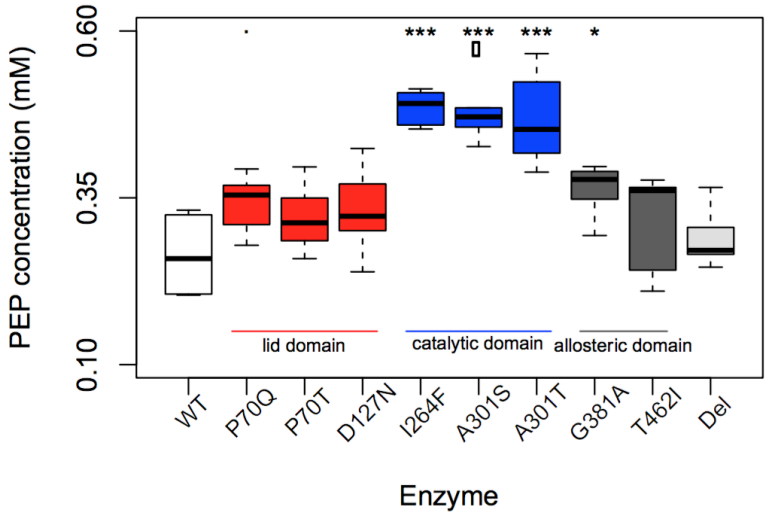 0.60
0.35
0.10
PEP concentration (mM)
*** *** *** *
lid domain catalytic domain allosteric domain
WT P70Q P70T D127N I264F A301S A301T G381A T462I Del
Enzyme